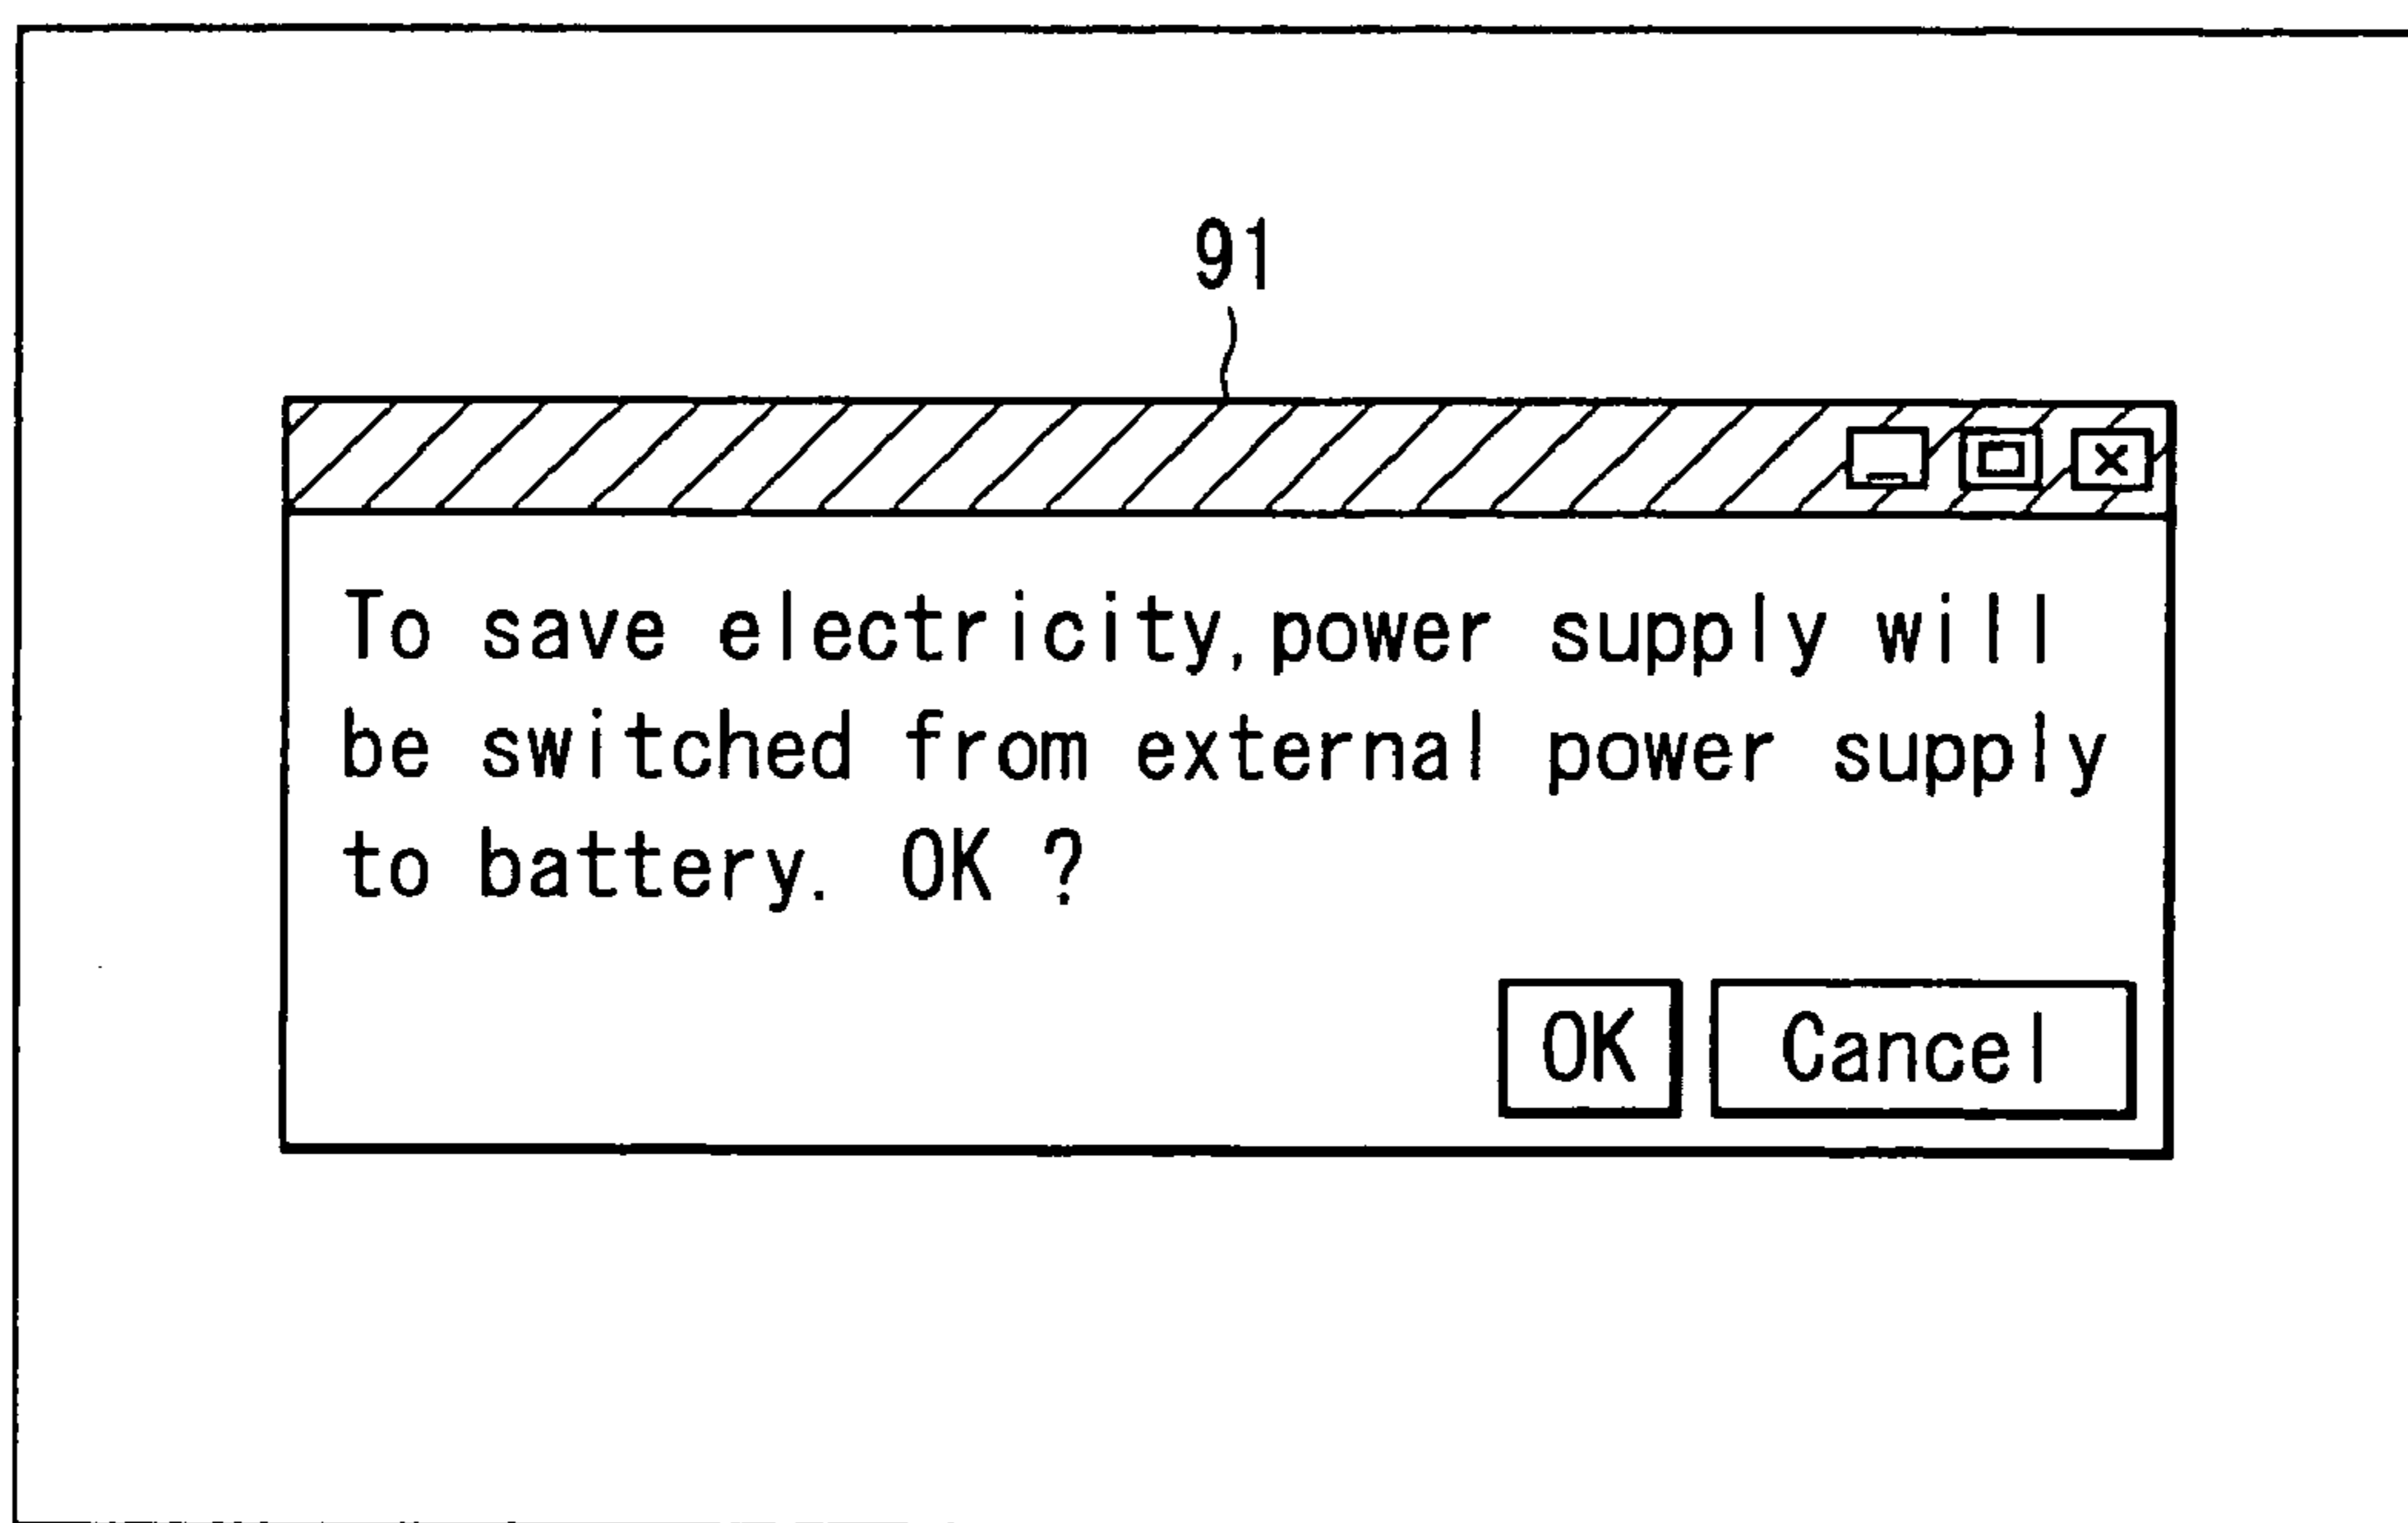 91
To save electricity,power supply will
be switched from external power supply
to battery. OK ?
OK Cancel